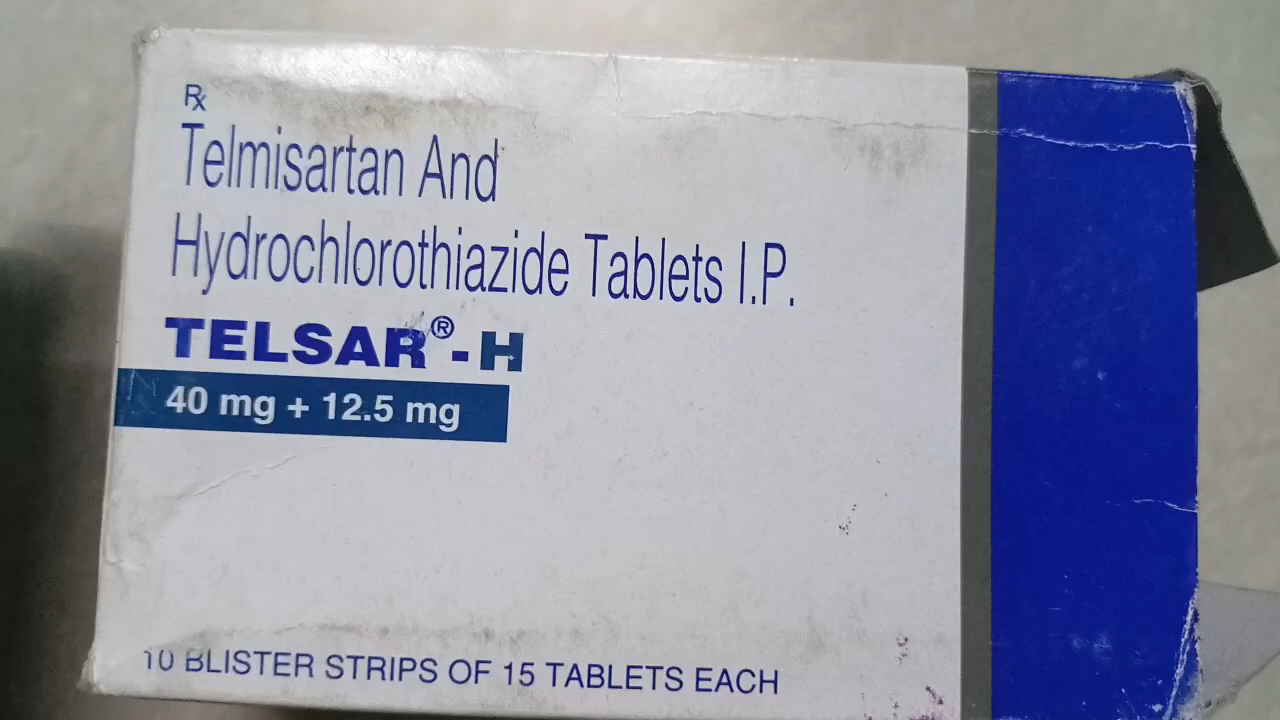 Rx
Telmisartan And
Hydrochlorothiazide Tablets I.P.
TELSAR®-H
40 mg + 12.5 mg
10 BLISTER STRIPS OF 15 TABLETS EACH